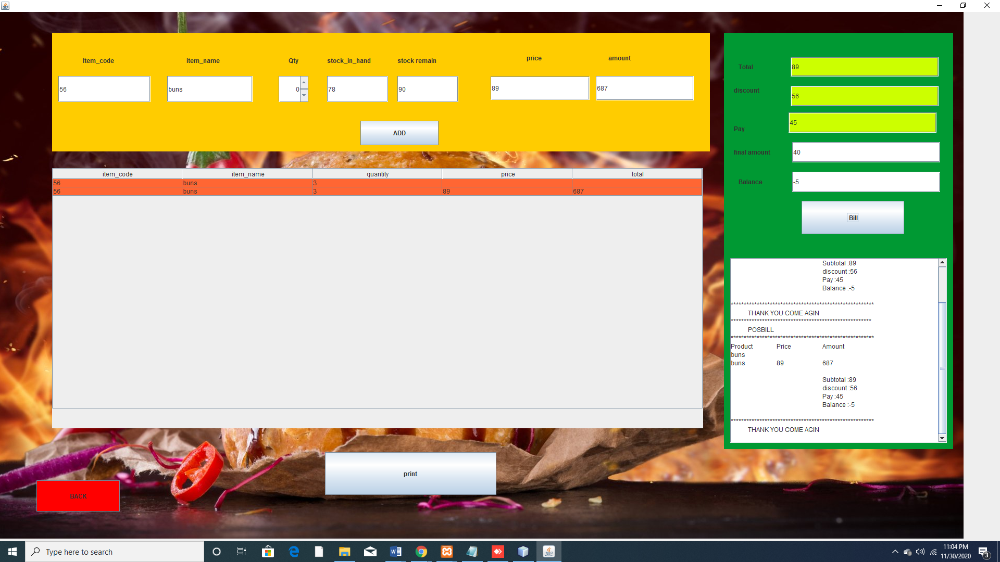 Item_code item_name Qty stock_in_hand stock remain price amount
56 buns 0 78 90 89 687
ADD
item_code item_name quantity price total
56 buns 3
56 buns 3 89 687
print
BACK
Total 89
discount 56
Pay 45
final amount 40
Balance -5
Bill
Subtotal :89
discount :56
Pay :45
Balance :-5
*******************************************************
THANK YOU COME AGIN
******************************************************
POSBILL
*******************************************************
Product Price Amount
buns
buns 89 687
Subtotal :89
discount :56
Pay :45
Balance :-5
*******************************************************
THANK YOU COME AGIN
Type here to search
11:04 PM
11/30/2020
3